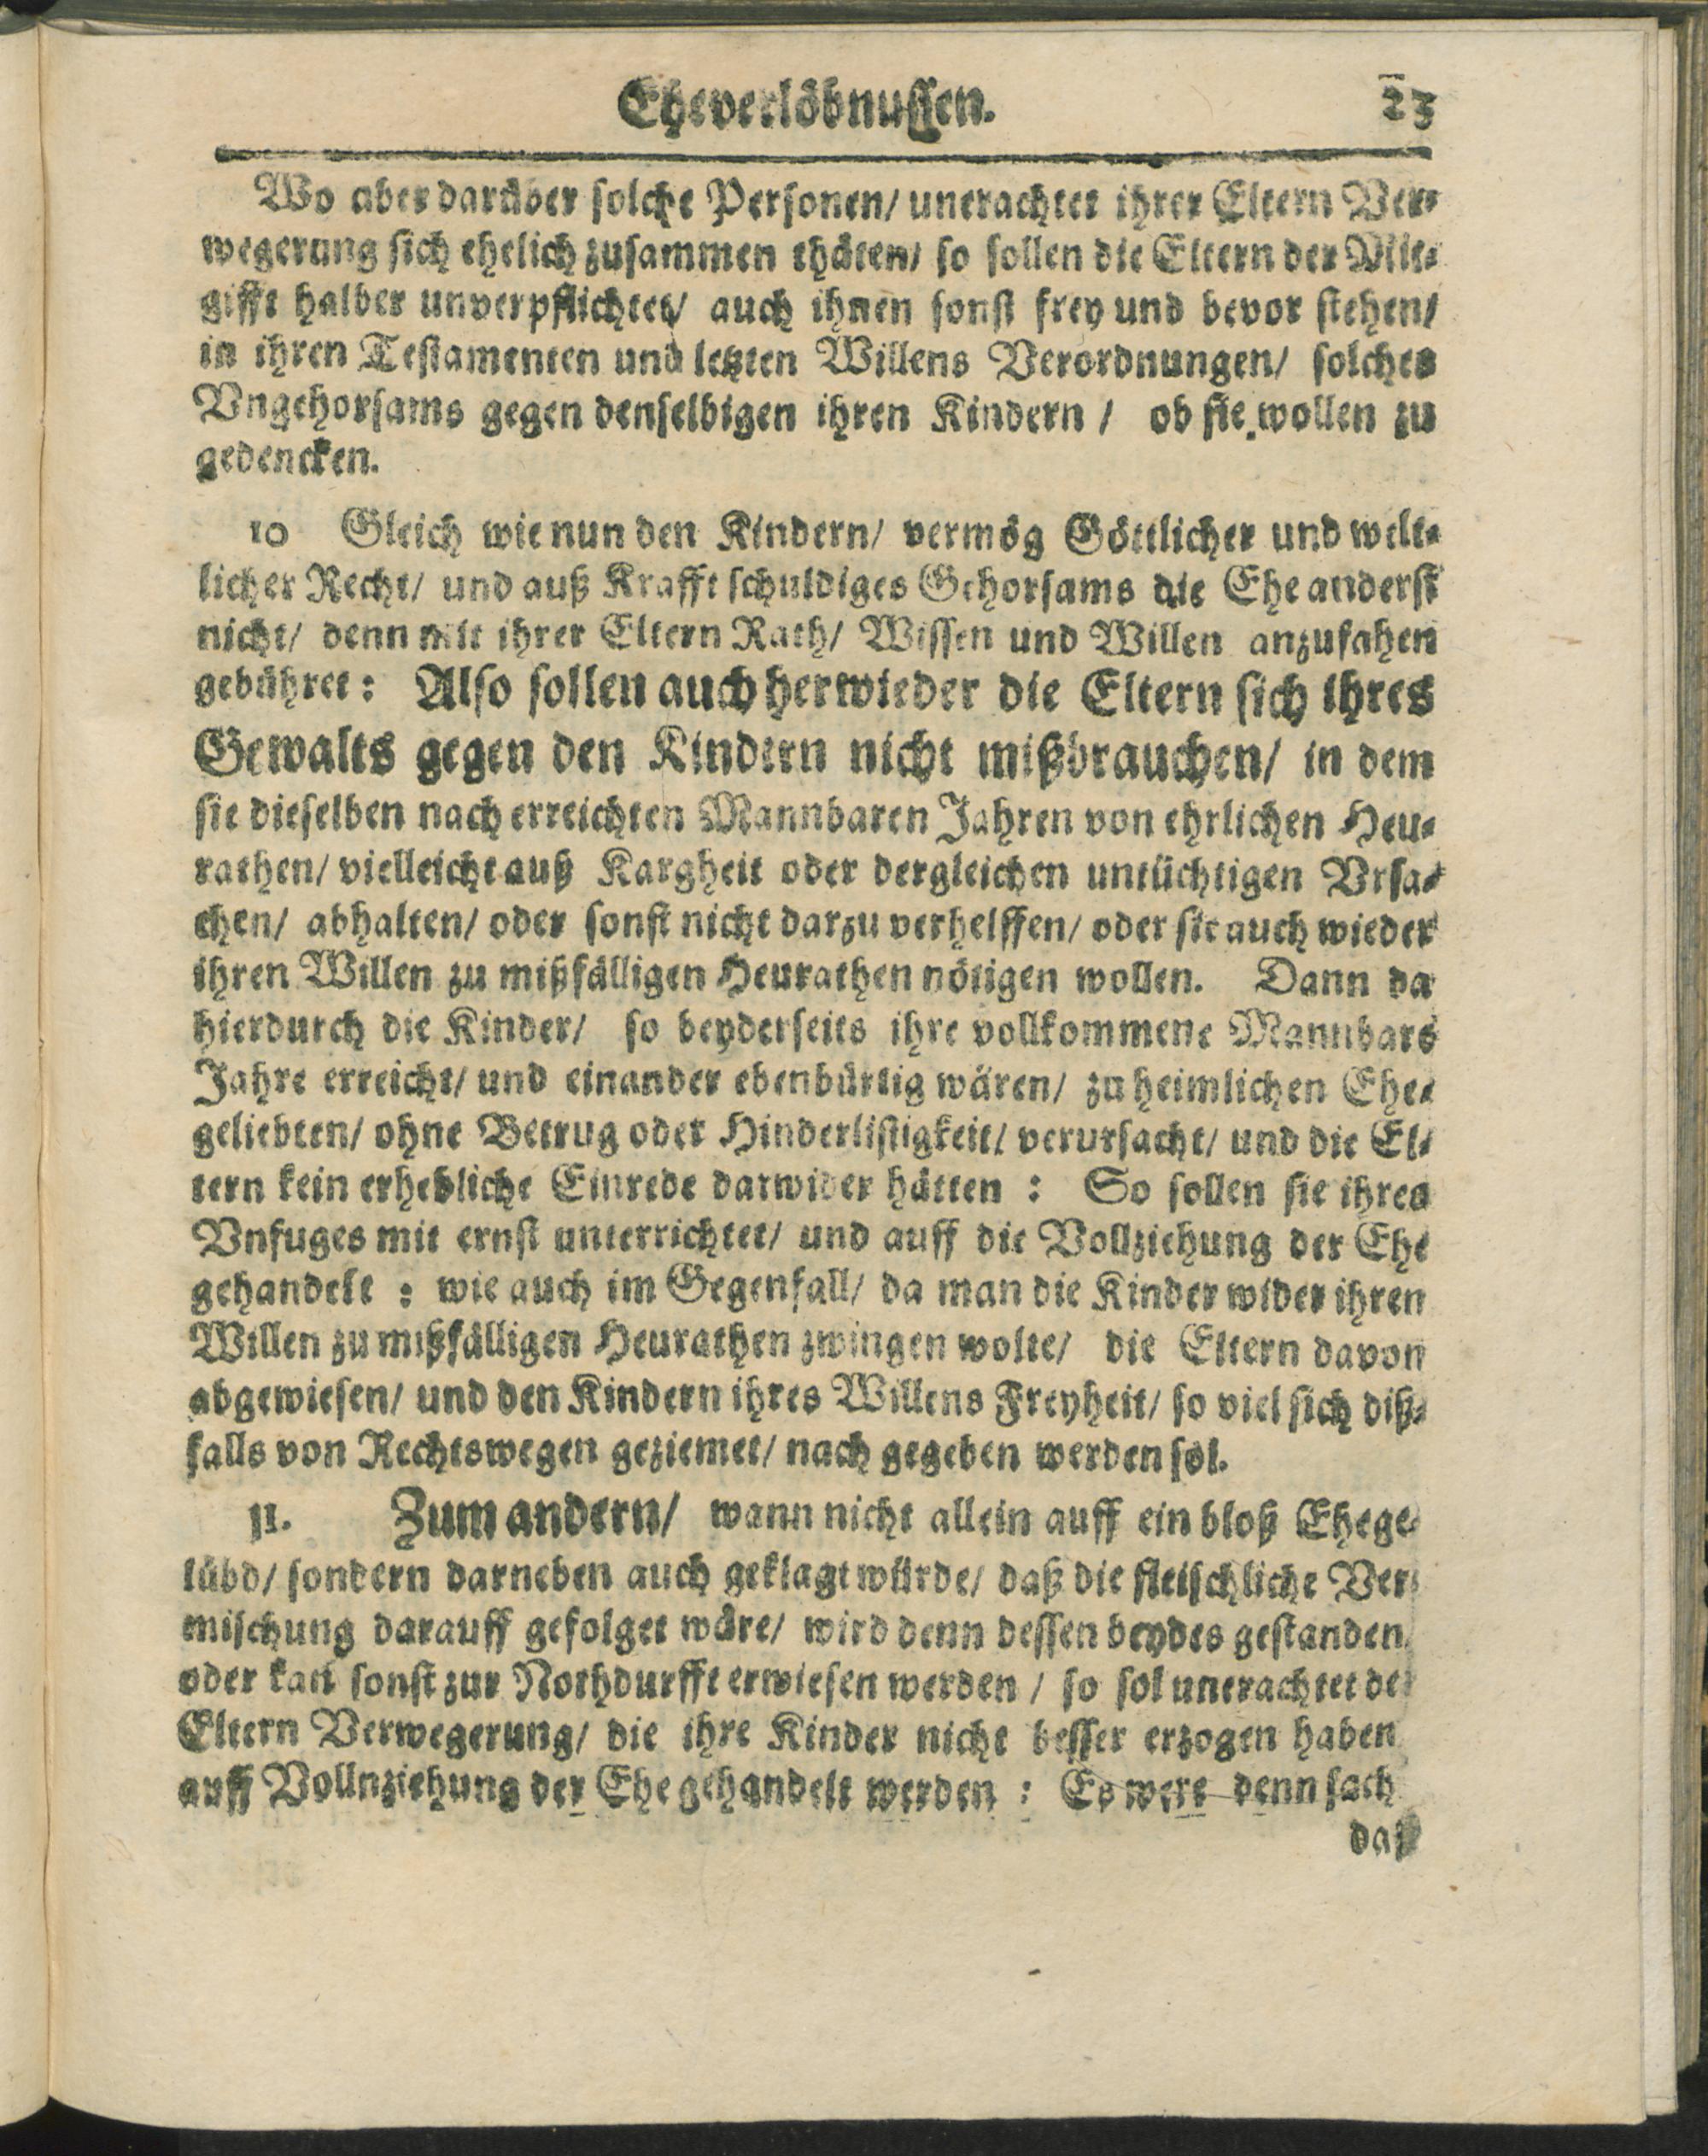 Eheverlöbnussen. 23
Wo aber darüber solche Personen/ unerachtet ihrer Eltern Ver-
wegerung sich ehelich zusammen thäten/ so sollen die Eltern der Mit-
gifft halber unverpflichtet/ auch ihnen sonst frey und bevor stehen/
in ihren Testamenten und letzten Willens Verordnungen/ solches
Vngehorsams gegen denselbigen ihren Kindern / ob sie wollen zu
gedencken.
10 Gleich wie nun den Kindern/ vermög Göttlicher und welt-
licher Recht/ und auß Krafft schuldiges Gehorsams die Ehe anderst
nicht/ denn mit ihrer Eltern Rath/ Wissen und Willen anzufahen
gebühret: Also sollen auch herwieder die Eltern sich ihres
Gewalts gegen den Kindern nicht mißbrauchen/ in dem
sie dieselben nach erreichten Mannbaren Jahren von ehrlichen Heu-
rathen/ vielleicht auß Kargheit oder dergleichen untüchtigen Vrsa-
chen/ abhalten/ oder sonst nicht darzu verhelffen/ oder sie auch wieder
ihren Willen zu mißfälligen Heurathen nötigen wollen. Dann da
hierdurch die Kinder/ so beyderseits ihre vollkommene Mannbare
Jahre erreicht/ und einander ebenbürtig wären/ zu heimlichen Ehe-
geliebten/ ohne Betrug oder Hinderlistigkeit/ verursacht/ und die El-
tern kein erhebliche Einrede darwider hätten : So sollen sie ihres
Vnfuges mit ernst unterrichtet/ und auff die Vollziehung der Ehe
gehandelt : wie auch im Gegenfall/ da man die Kinder wider ihren
Willen zu mißfälligen Heurathen zwingen wolte/ die Eltern davon
abgewiesen/ und den Kindern ihres Willens Freyheit/ so viel sich diß-
falls von Rechtswegen geziemet/ nach gegeben werden sol.
11. Zum andern/ wann nicht allein auff ein bloß Ehege-
lübd/ sondern darneben auch geklagt würde/ daß die fleischliche Ver-
mischung darauff gefolget wäre/ wird denn dessen beydes gestanden/
oder kan sonst zur Nothdurfft erwiesen werden / so sol unerachtet der
Eltern Verwegerung/ die ihre Kinder nicht besser erzogen haben
auff Vollnziehung der Ehe gehandelt werden : Es were denn sach
daß